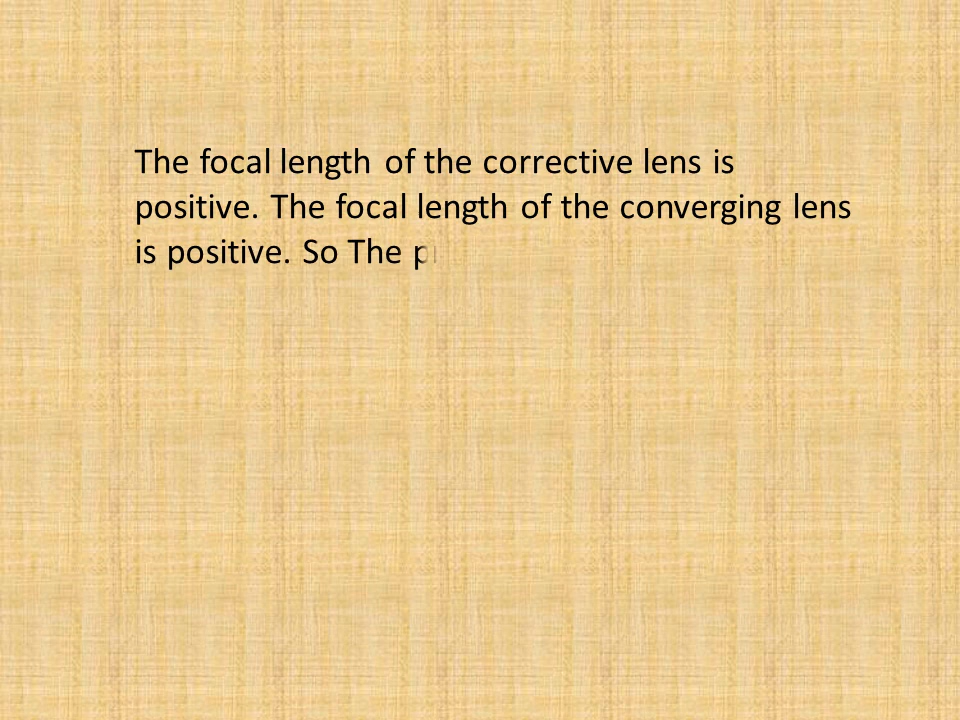 The focal length of the corrective lens is
positive. The focal length of the converging lens
is positive. So The